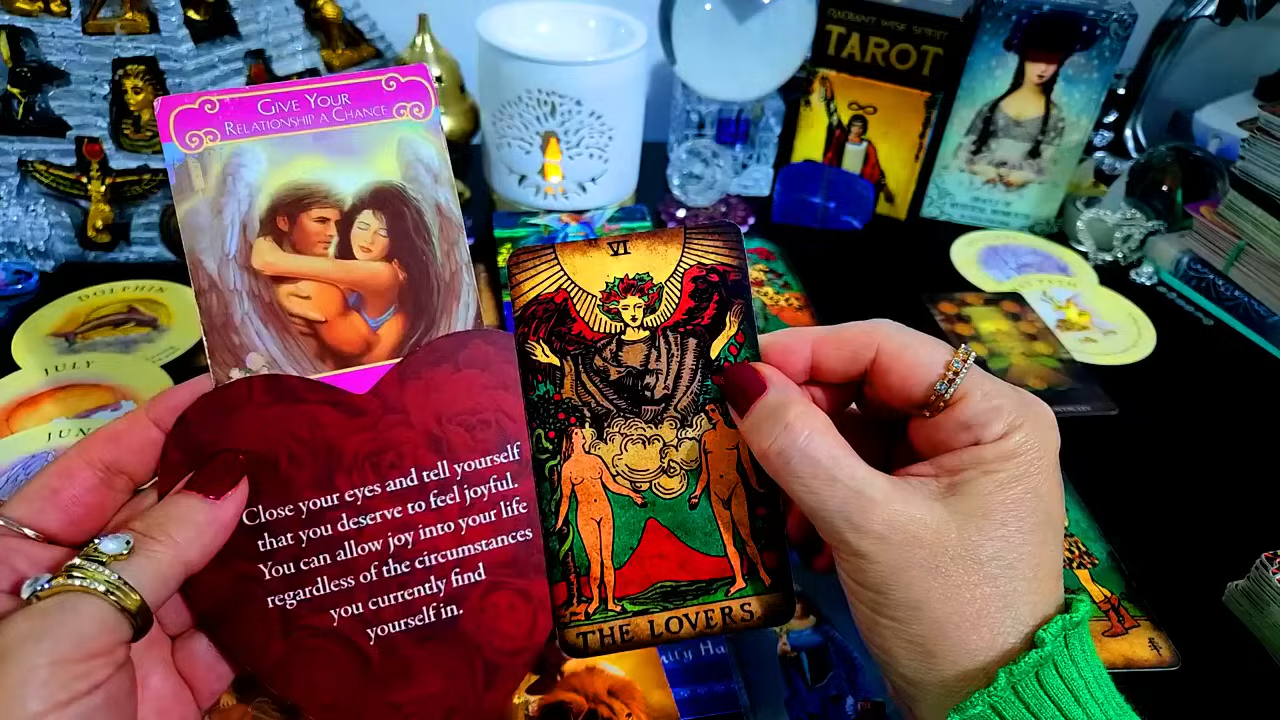 GIVE YOUR
RELATIONSHIP A CHANCE
TAROT
DOLPHIN
JULY
JUN
VI
Close your eyes and tell yourself
that you deserve to feel joyful.
You can allow joy into your life
regardless of the circumstances
you currently find
yourself in.
THE LOVERS